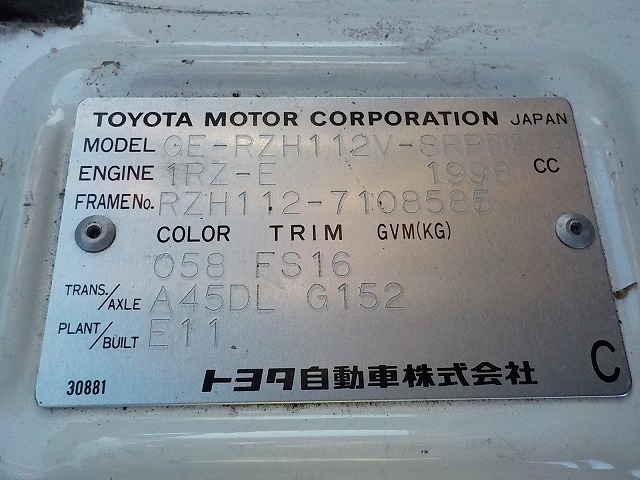 TOYOTA MOTOR CORPORATION JAPAN
MODEL GE-RZH112V-SRPDE
ENGINE 1RZ-E 1998 CC
FRAME No. RZH112-7108585
COLOR TRIM GVM(KG)
058 FS16
TRANS./AXLE A45DL G152
PLANT/BUILT E11
30881 トヨタ自動車株式会社 C